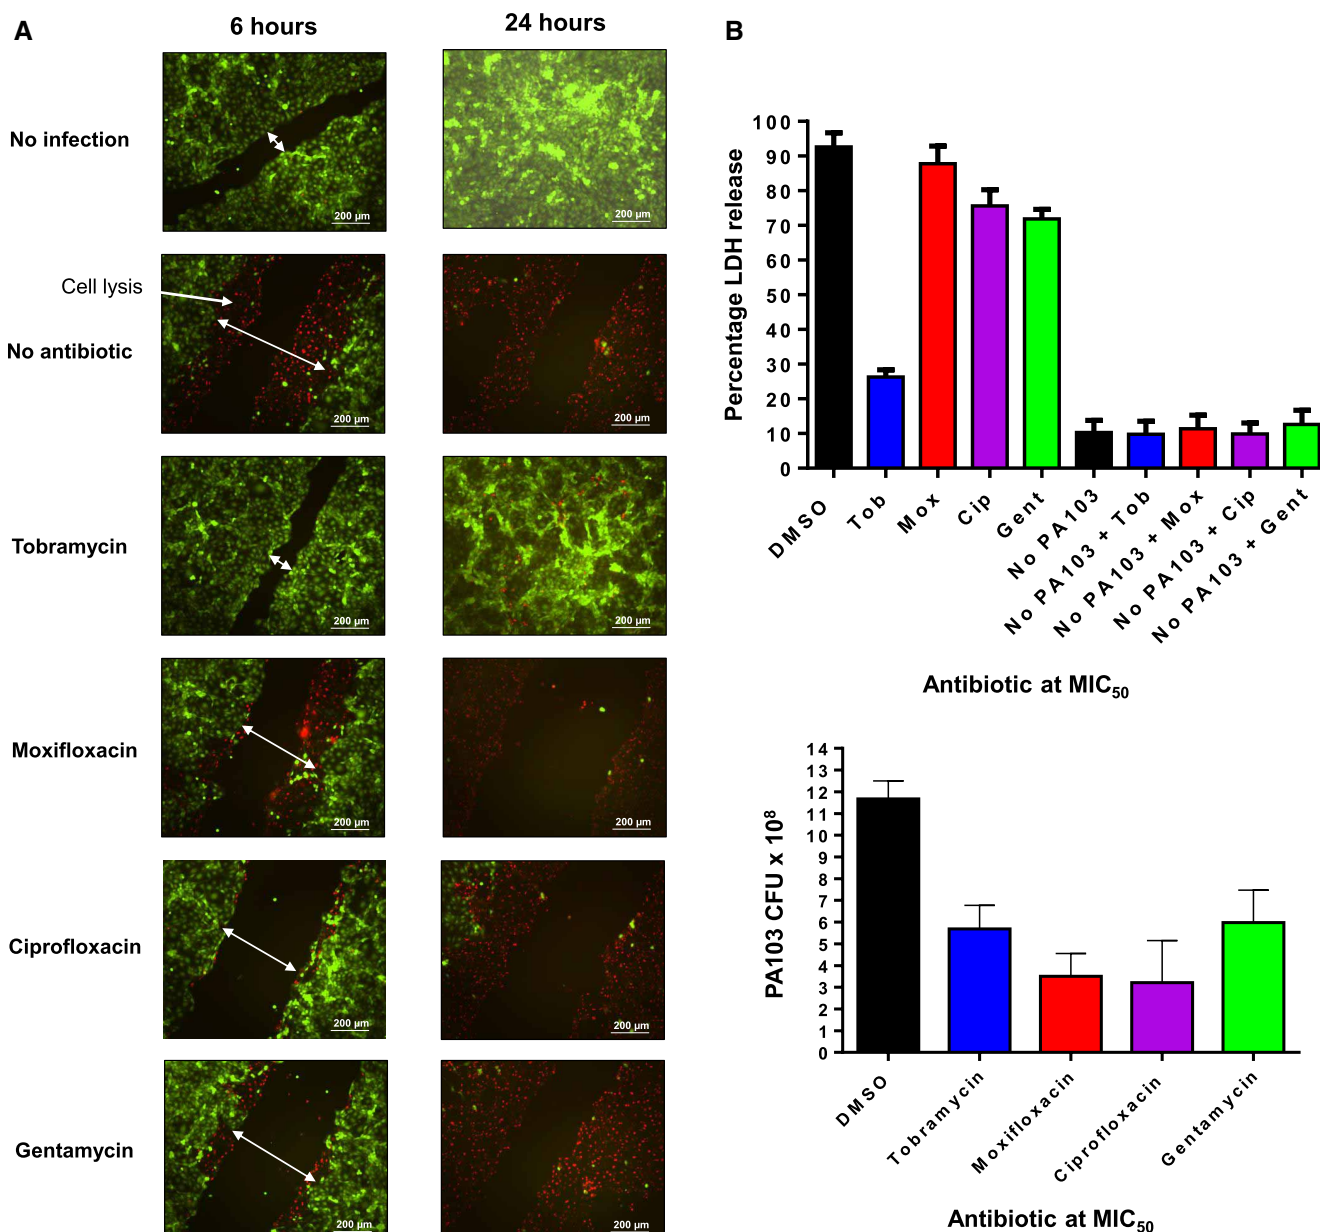 A
6 hours
24 hours
No infection
200 µm
200 µm
Cell lysis
No antibiotic
200 µm
200 µm
Tobramycin
200 µm
200 µm
Moxifloxacin
200 µm
200 µm
Ciprofloxacin
200 µm
200 µm
Gentamycin
200 µm
200 µm
B
Percentage LDH release
100
90
80
70
60
50
40
30
20
10
0
DMSO
Tob
Mox
Cip
Gent
No PA103
No PA103 + Tob
No PA103 + Mox
No PA103 + Cip
No PA103 + Gent
Antibiotic at MIC50
PA103 CFU x 10⁸
14
13
12
11
10
9
8
7
6
5
4
3
2
1
0
DMSO
Tobramycin
Moxifloxacin
Ciprofloxacin
Gentamycin
Antibiotic at MIC50